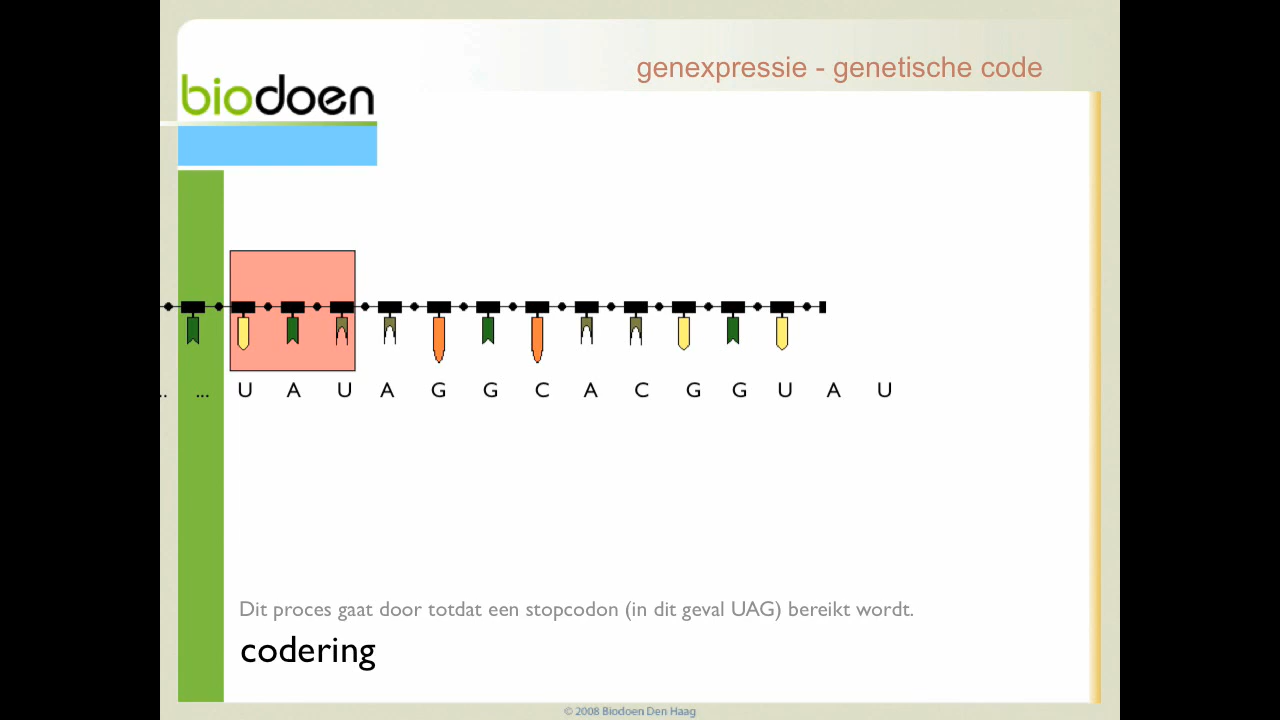 genexpressie - genetische code
biodoen
.. ... U A U A G G C A C G G U A U
Dit proces gaat door totdat een stopcodon (in dit geval UAG) bereikt wordt.
codering
© 2008 Biodoen Den Haag